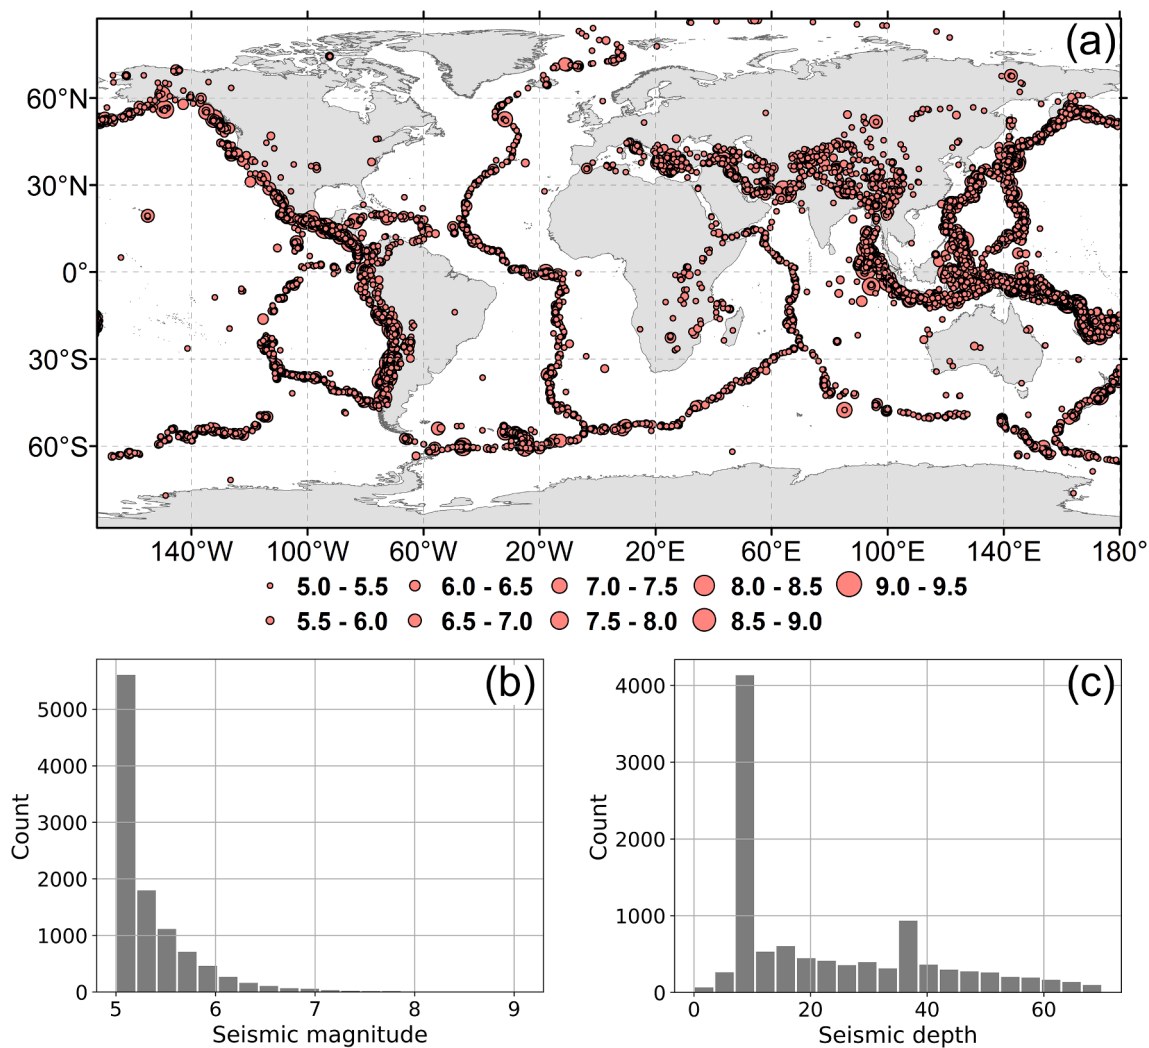 (a)
60°N
30°N
0°
30°S
60°S
140°W 100°W 60°W 20°W 20°E 60°E 100°E 140°E 180°
5.0 - 5.5 6.0 - 6.5 7.0 - 7.5 8.0 - 8.5 9.0 - 9.5
5.5 - 6.0 6.5 - 7.0 7.5 - 8.0 8.5 - 9.0
(b)
5000
4000
3000
2000
1000
0
Count
5 6 7 8 9
Seismic magnitude
(c)
4000
3000
2000
1000
0
Count
0 20 40 60
Seismic depth